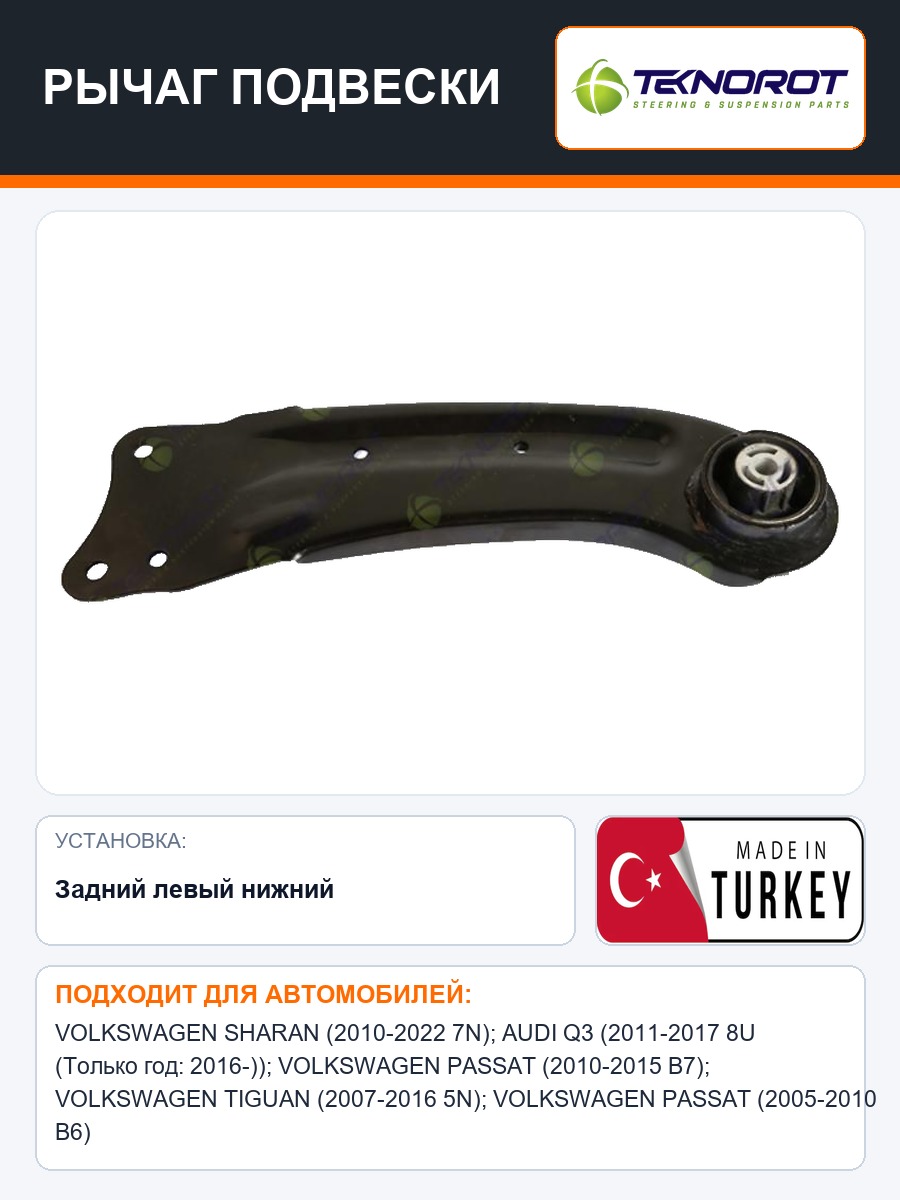 РЫЧАГ ПОДВЕСКИ
TEKNOROT
STEERING & SUSPENSION PARTS
УСТАНОВКА:
Задний левый нижний
MADE IN
TURKEY
ПОДХОДИТ ДЛЯ АВТОМОБИЛЕЙ:
VOLKSWAGEN SHARAN (2010-2022 7N); AUDI Q3 (2011-2017 8U
(Только год: 2016-)); VOLKSWAGEN PASSAT (2010-2015 B7);
VOLKSWAGEN TIGUAN (2007-2016 5N); VOLKSWAGEN PASSAT (2005-2010
B6)